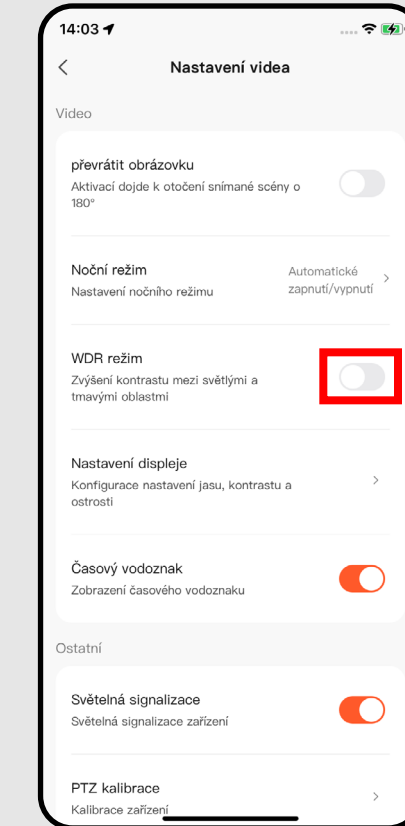 14:03
Nastavení videa
Video
převrátit obrázovku
Aktivací dojde k otočení snímané scény o
180°
Noční režim
Nastavení nočního režimu
Automatické
zapnutí/vypnutí
WDR režim
Zvýšení kontrastu mezi světlými a
tmavými oblastmi
Nastavení displeje
Konfigurace nastavení jasu, kontrastu a
ostrosti
Časový vodoznak
Zobrazení časového vodoznaku
Ostatní
Světelná signalizace
Světelná signalizace zařízení
PTZ kalibrace
Kalibrace zařízení